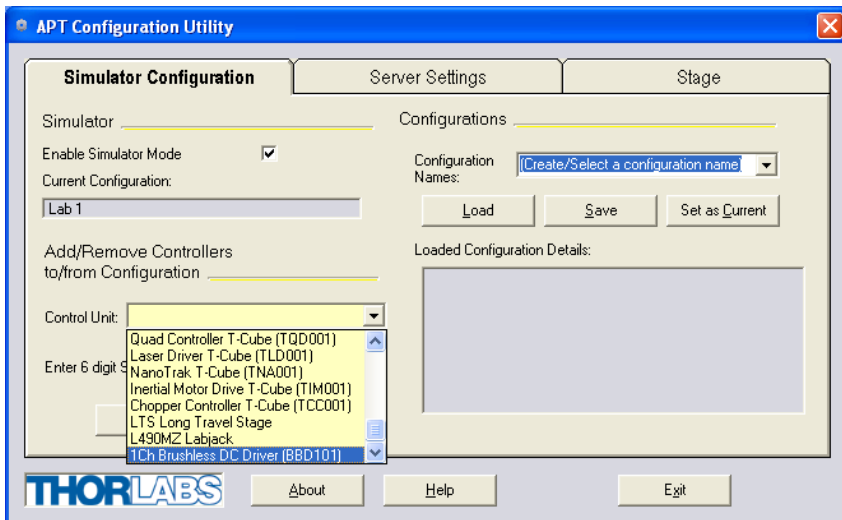 APT Configuration Utility
Simulator Configuration
Server Settings
Stage
Simulator
Enable Simulator Mode
Current Configuration:
Lab 1
Add/Remove Controllers
to/from Configuration
Control Unit:
Quad Controller T-Cube (TQD001)
Laser Driver T-Cube (TLD001)
NanoTrak T-Cube (TNA001)
Inertial Motor Drive T-Cube (TIM001)
Chopper Controller T-Cube (TCC001)
LTS Long Travel Stage
L490MZ Labjack
1Ch Brushless DC Driver (BBD101)
Enter 6 digit S
Configurations
Configuration
Names:
(Create/Select a configuration name)
Load
Save
Set as Current
Loaded Configuration Details:
THORLABS
About
Help
Exit